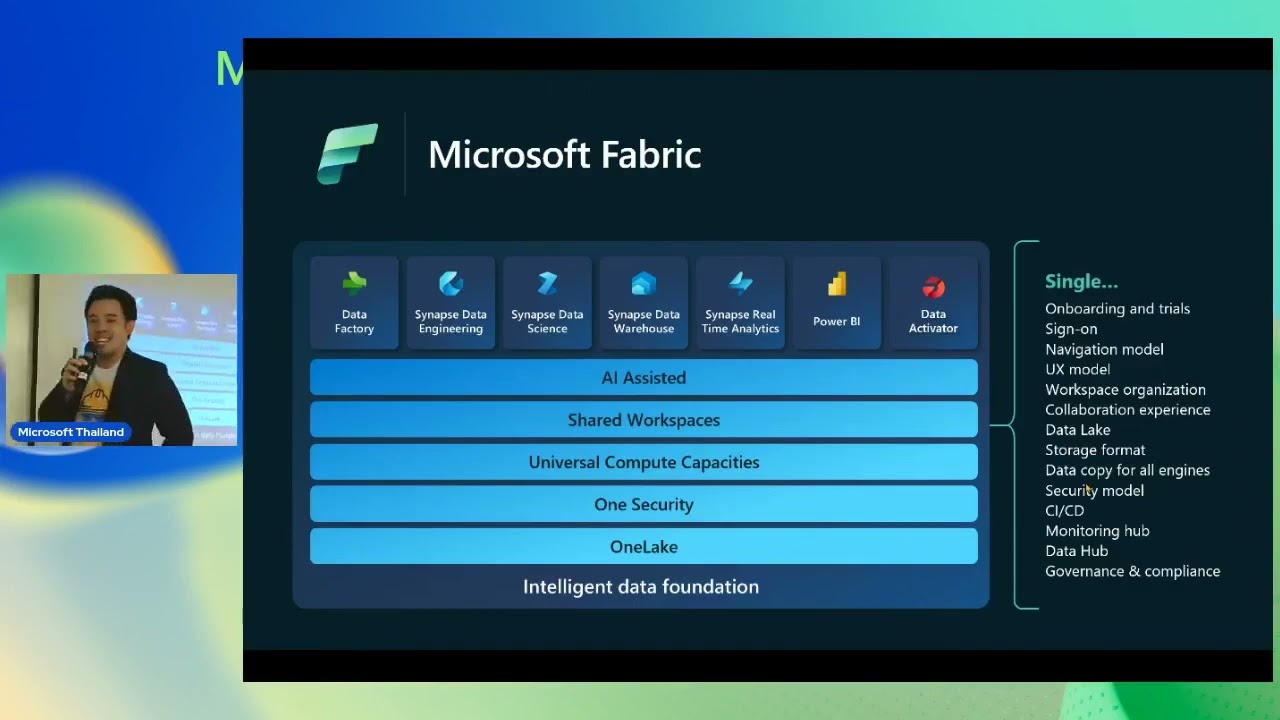 M
Microsoft Fabric
Data
Factory
Synapse Data
Engineering
Synapse Data
Science
Synapse Data
Warehouse
Synapse Real
Time Analytics
Power BI
Data
Activator
AI Assisted
Shared Workspaces
Universal Compute Capacities
One Security
OneLake
Intelligent data foundation
Single...
Onboarding and trials
Sign-on
Navigation model
UX model
Workspace organization
Collaboration experience
Data Lake
Storage format
Data copy for all engines
Security model
CI/CD
Monitoring hub
Data Hub
Governance & compliance
Microsoft Thailand